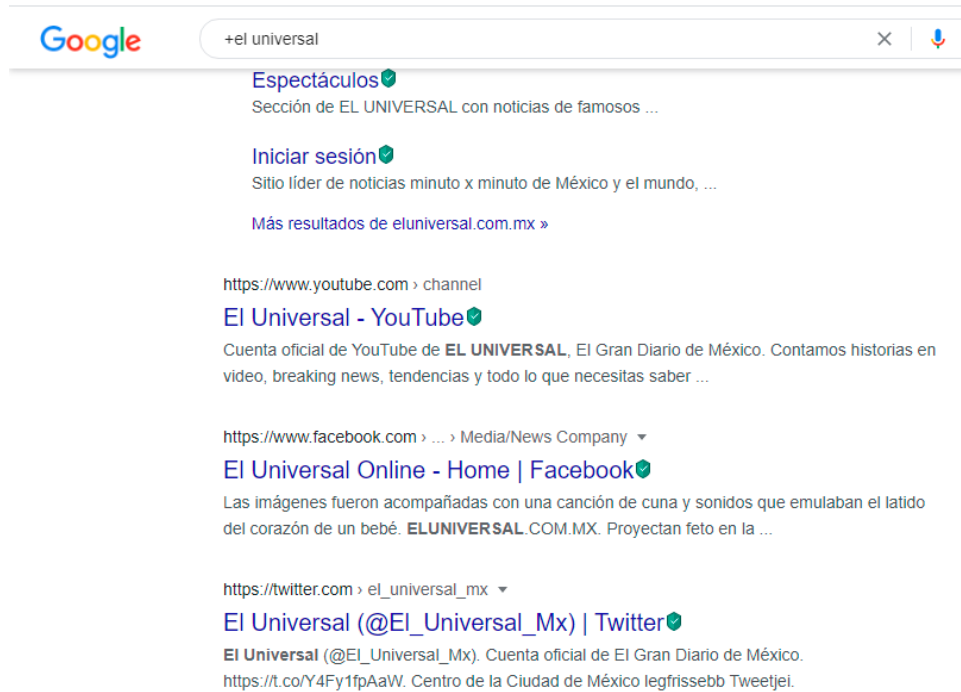 Google
+el universal
Espectáculos
Sección de EL UNIVERSAL con noticias de famosos ...
Iniciar sesión
Sitio líder de noticias minuto x minuto de México y el mundo, ...
Más resultados de eluniversal.com.mx »
https://www.youtube.com › channel
El Universal - YouTube
Cuenta oficial de YouTube de EL UNIVERSAL, El Gran Diario de México. Contamos historias en
video, breaking news, tendencias y todo lo que necesitas saber ...
https://www.facebook.com › ... › Media/News Company
El Universal Online - Home | Facebook
Las imágenes fueron acompañadas con una canción de cuna y sonidos que emulaban el latido
del corazón de un bebé. ELUNIVERSAL.COM.MX. Proyectan feto en la ...
https://twitter.com › el_universal_mx
El Universal (@El_Universal_Mx) | Twitter
El Universal (@El_Universal_Mx). Cuenta oficial de El Gran Diario de México.
https://t.co/Y4Fy1fpAaW. Centro de la Ciudad de México legfrissebb Tweetjei.